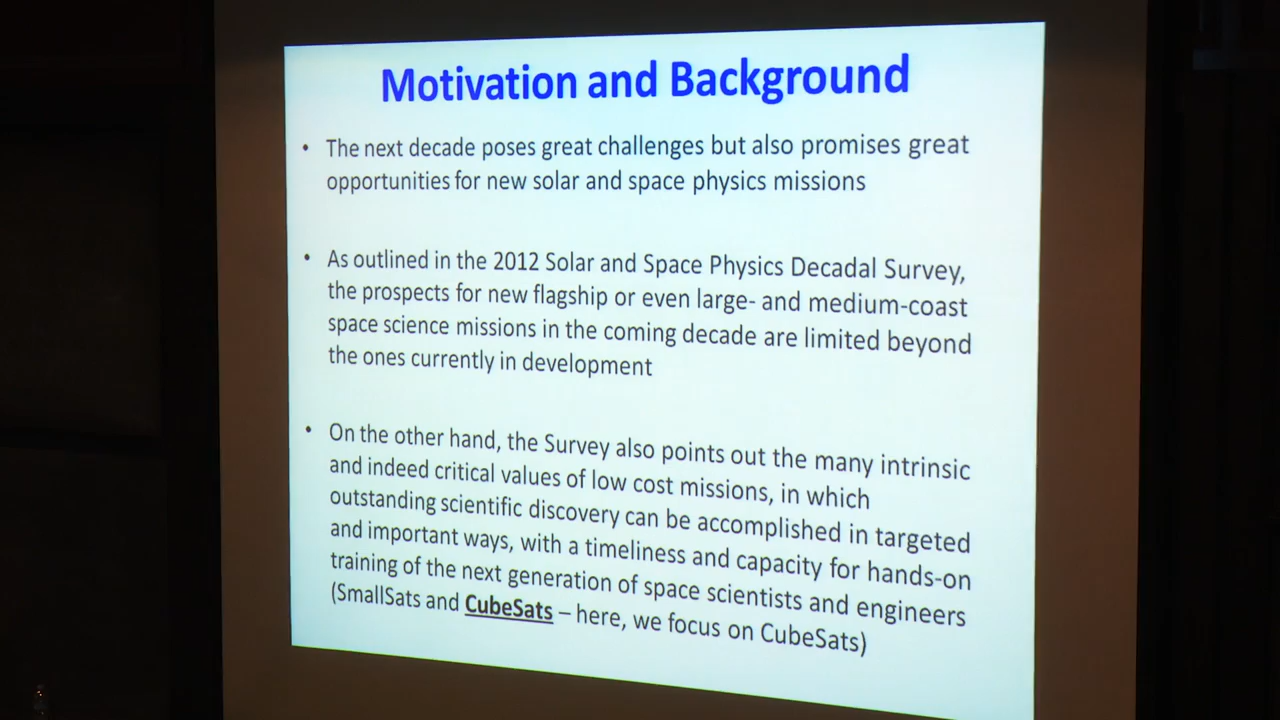 Motivation and Background
• The next decade poses great challenges but also promises great
opportunities for new solar and space physics missions
• As outlined in the 2012 Solar and Space Physics Decadal Survey,
the prospects for new flagship or even large- and medium-coast
space science missions in the coming decade are limited beyond
the ones currently in development
• On the other hand, the Survey also points out the many intrinsic
and indeed critical values of low cost missions, in which
outstanding scientific discovery can be accomplished in targeted
and important ways, with a timeliness and capacity for hands-on
training of the next generation of space scientists and engineers
(SmallSats and CubeSats – here, we focus on CubeSats)